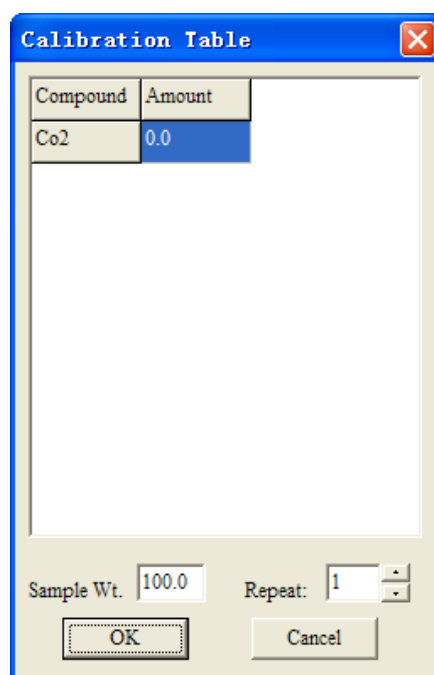 Calibration Table
Compound Amount
Co2 0.0
Sample Wt. 100.0 Repeat: 1
OK Cancel